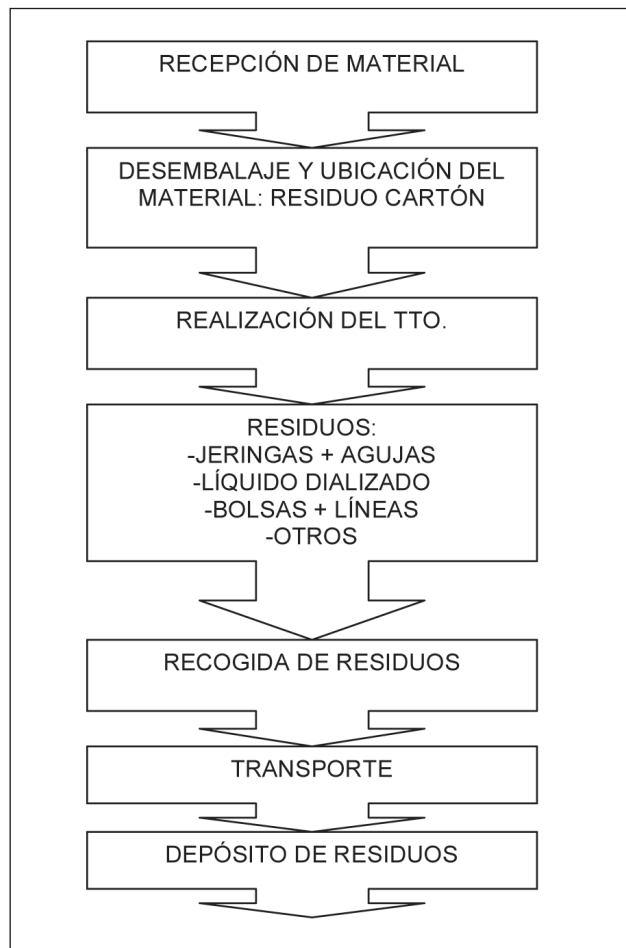 RECEPCIÓN DE MATERIAL
DESEMBALAJE Y UBICACIÓN DEL
MATERIAL: RESIDUO CARTÓN
REALIZACIÓN DEL TTO.
RESIDUOS:
-JERINGAS + AGUJAS
-LÍQUIDO DIALIZADO
-BOLSAS + LÍNEAS
-OTROS
RECOGIDA DE RESIDUOS
TRANSPORTE
DEPÓSITO DE RESIDUOS